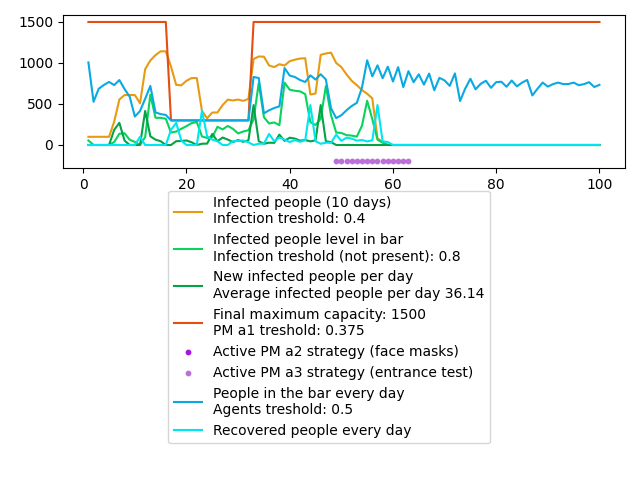 1500
1000
500
0
0
20
40
60
80
100
Infected people (10 days)
Infection treshold: 0.4
Infected people level in bar
Infection treshold (not present): 0.8
New infected people per day
Average infected people per day 36.14
Final maximum capacity: 1500
PM a1 treshold: 0.375
Active PM a2 strategy (face masks)
Active PM a3 strategy (entrance test)
People in the bar every day
Agents treshold: 0.5
Recovered people every day